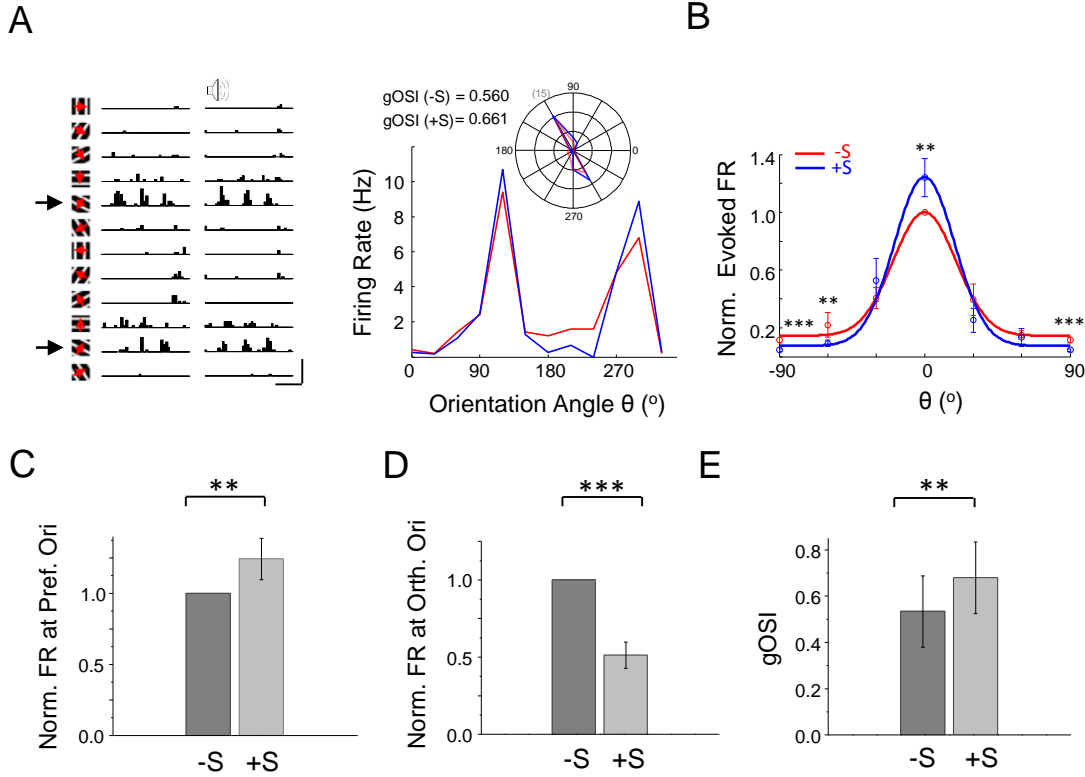 A
gOSI (-S) = 0.560
gOSI (+S) = 0.661
(15)
90
180
0
270
Firing Rate (Hz)
10
8
6
4
2
0
90
180
270
Orientation Angle θ (º)
B
-S
+S
**
1.4
1.0
0.6
0.2
***
**
***
Norm. Evoked FR
-90
0
90
θ (º)
C
**
Norm. FR at Pref. Ori
1.0
0.5
0.0
-S
+S
D
***
Norm. FR at Orth. Ori
1.0
0.5
0.0
-S
+S
E
**
gOSI
0.8
0.6
0.4
0.2
0.0
-S
+S